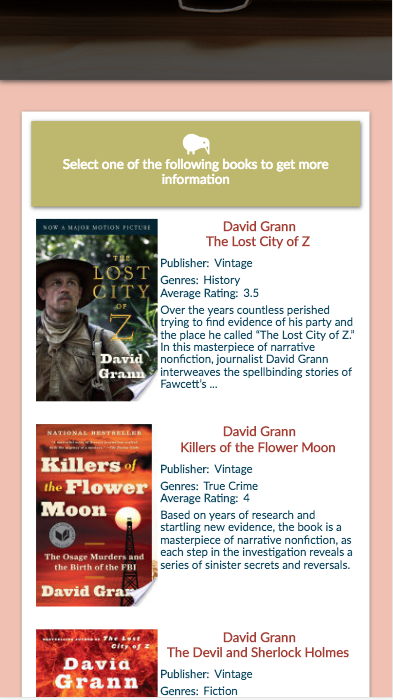 Select one of the following books to get more
information
NOW A MAJOR MOTION PICTURE
THE
LOST
CITY
OF
Z
David
Grann
David Grann
The Lost City of Z
Publisher: Vintage
Genres: History
Average Rating: 3.5
Over the years countless perished
trying to find evidence of his party and
the place he called “The Lost City of Z.”
In this masterpiece of narrative
nonfiction, journalist David Grann
interweaves the spellbinding stories of
Fawcett’s ...
NATIONAL BESTSELLER
Killers of
the Flower
Moon
The Osage Murders and
the Birth of the FBI
David Gran
David Grann
Killers of the Flower Moon
Publisher: Vintage
Genres: True Crime
Average Rating: 4
Based on years of research and
startling new evidence, the book is a
masterpiece of narrative nonfiction, as
each step in the investigation reveals a
series of sinister secrets and reversals.
BESTSELLING AUTHOR OF The Lost
City of Z
David
Grann
David Grann
The Devil and Sherlock Holmes
Publisher: Vintage
Genres: Fiction